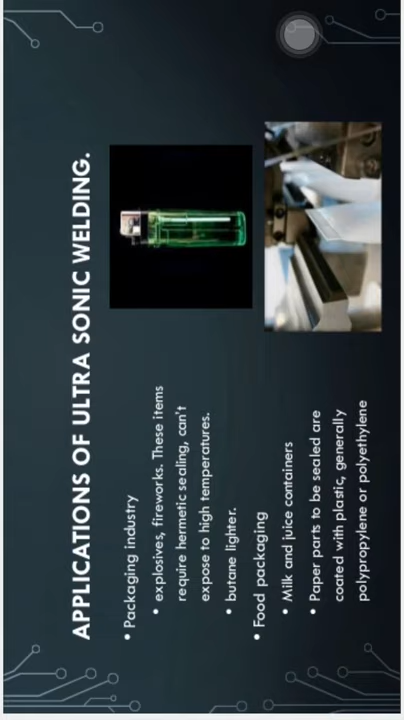 APPLICATIONS OF ULTRA SONIC WELDING.
• Packaging industry
• explosives, fireworks. These items
require hermetic sealing, can't
expose to high temperatures.
• butane lighter.
• Food packaging
• Milk and juice containers
• Paper parts to be sealed are
coated with plastic, generally
polypropylene or polyethylene